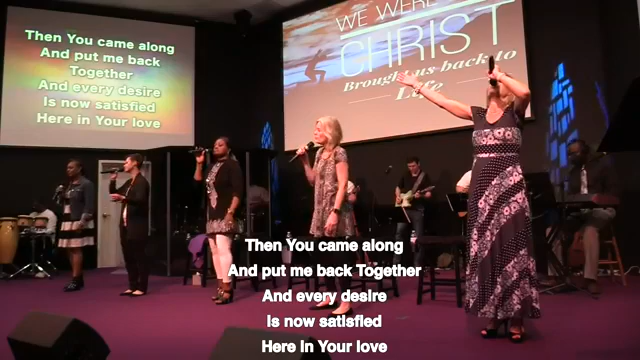 Then You came along
And put me back
Together
And every desire
Is now satisfied
Here in Your love
WE WERE
CHRIST
Brought us back to
Life
Then You came along
And put me back Together
And every desire
Is now satisfied
Here in Your love